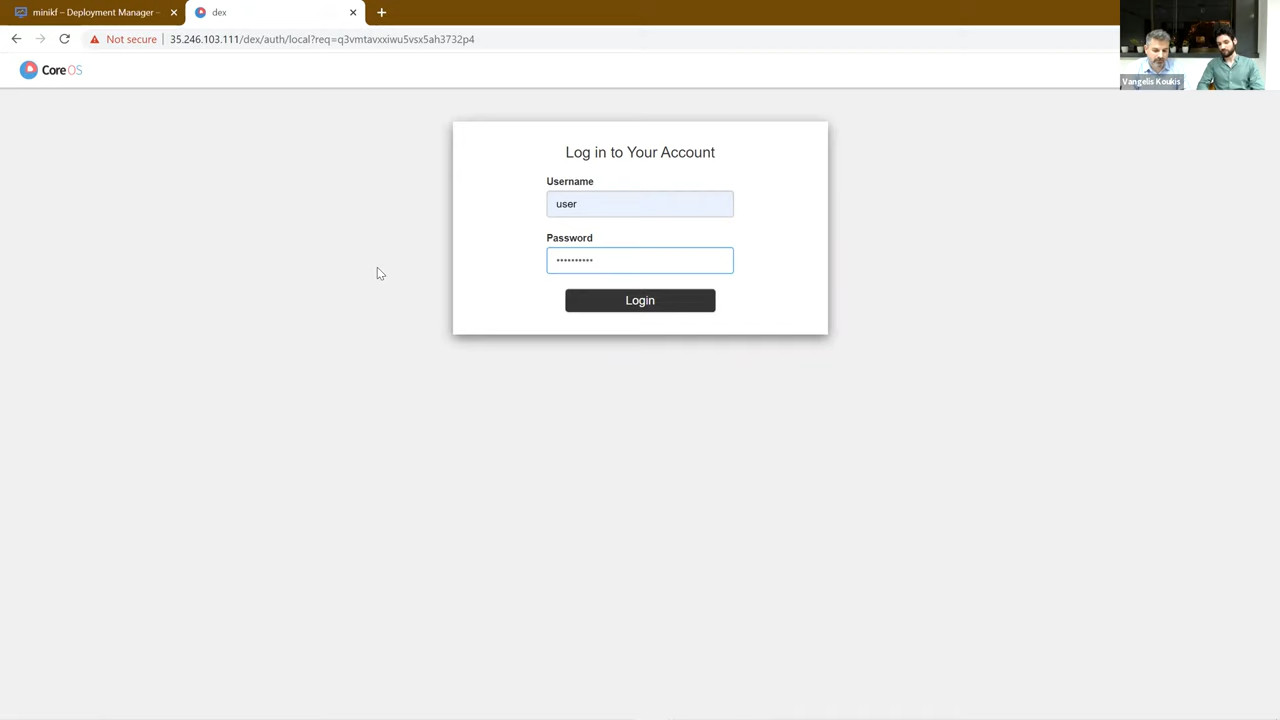 minikf – Deployment Manager -
dex
Not secure
35.246.103.111/dex/auth/local?req=q3vmtavxxiwu5vsx5ah3732p4
Vangelis Koukis
CoreOS
Log in to Your Account
Username
user
Password
••••••••••
Login